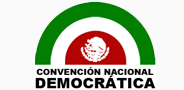 CONVENCIÓN NACIONAL
DEMOCRÁTICA